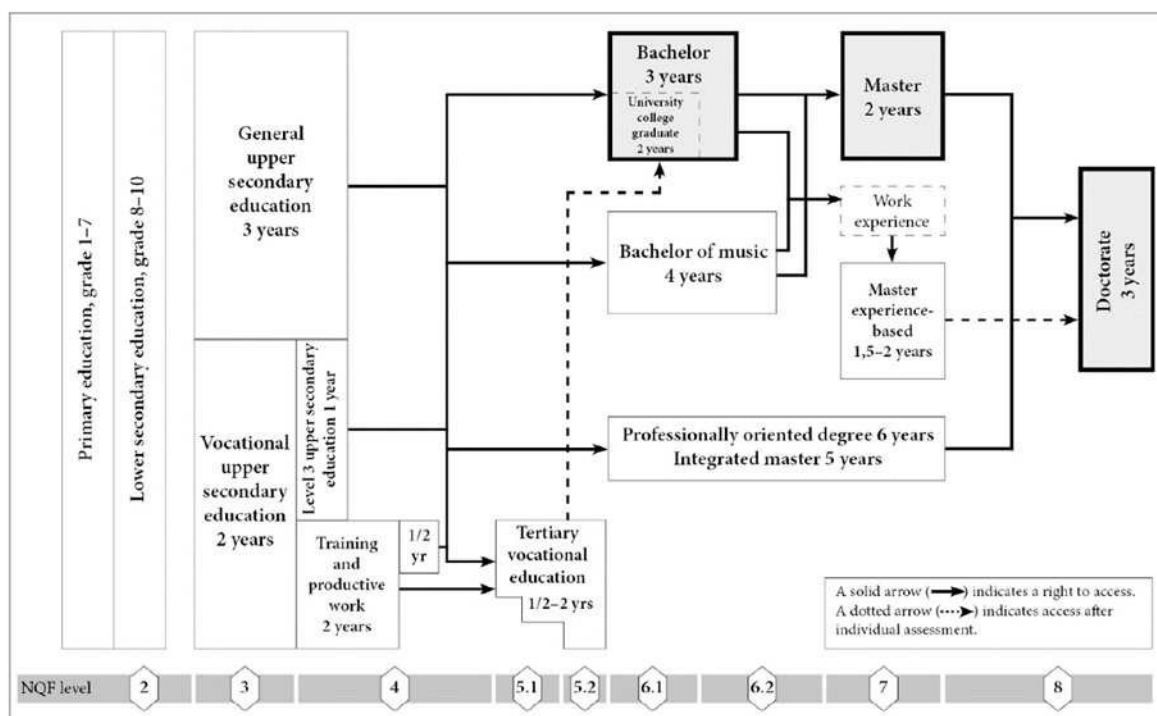 Primary education, grade 1–7
Lower secondary education, grade 8–10
General
upper
secondary
education
3 years
Vocational
upper
secondary
education
2 years
Level 3 upper secondary
education 1 year
Training
and
productive
work
2 years
1/2
yr
Tertiary
vocational
education
1/2–2 yrs
Bachelor
3 years
University
college
graduate
2 years
Bachelor of music
4 years
Professionally oriented degree 6 years
Integrated master 5 years
Master
2 years
Work
experience
Master
experience-
based
1,5–2 years
Doctorate
3 years
A solid arrow ( ) indicates a right to access.
A dotted arrow ( ) indicates access after
individual assessment.
NQF level 2 3 4 5.1 5.2 6.1 6.2 7 8